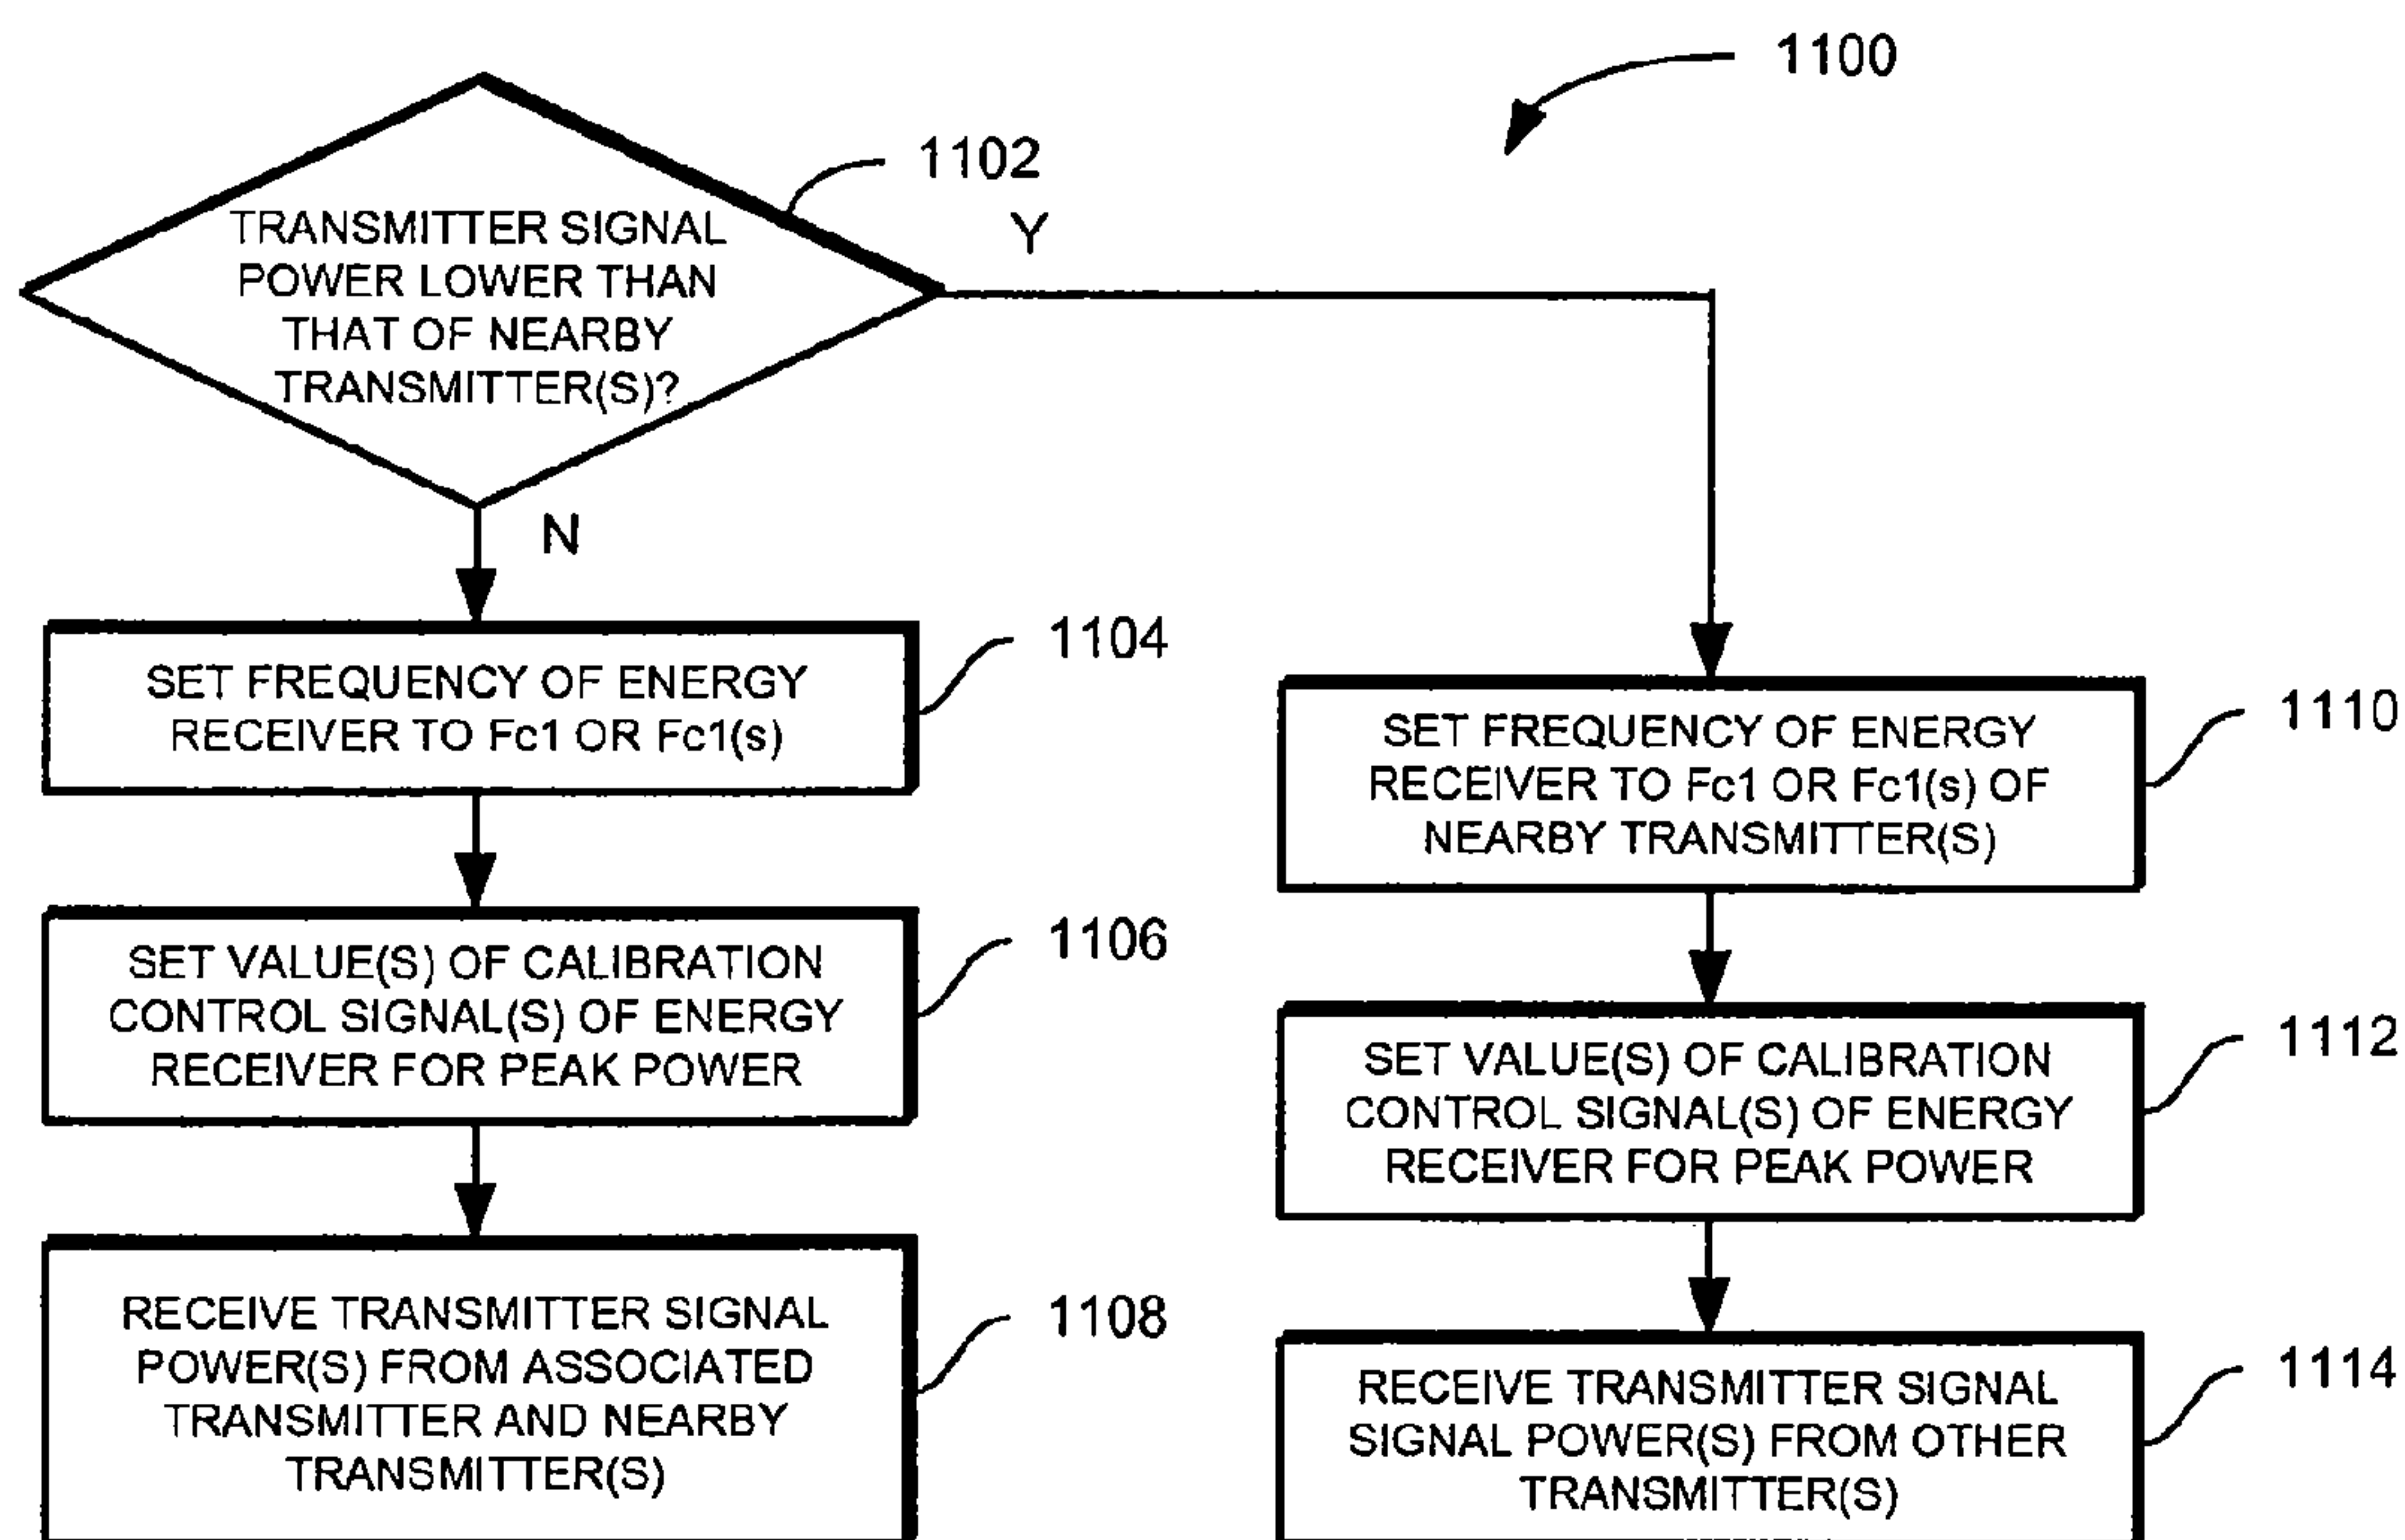 1100
1102
TRANSMITTER SIGNAL
POWER LOWER THAN
THAT OF NEARBY
TRANSMITTER(S)?
Y
N
1104
SET FREQUENCY OF ENERGY
RECEIVER TO Fc1 OR Fc1(s)
1106
SET VALUE(S) OF CALIBRATION
CONTROL SIGNAL(S) OF ENERGY
RECEIVER FOR PEAK POWER
1108
RECEIVE TRANSMITTER SIGNAL
POWER(S) FROM ASSOCIATED
TRANSMITTER AND NEARBY
TRANSMITTER(S)
1110
SET FREQUENCY OF ENERGY
RECEIVER TO Fc1 OR Fc1(s) OF
NEARBY TRANSMITTER(S)
1112
SET VALUE(S) OF CALIBRATION
CONTROL SIGNAL(S) OF ENERGY
RECEIVER FOR PEAK POWER
1114
RECEIVE TRANSMITTER SIGNAL
SIGNAL POWER(S) FROM OTHER
TRANSMITTER(S)